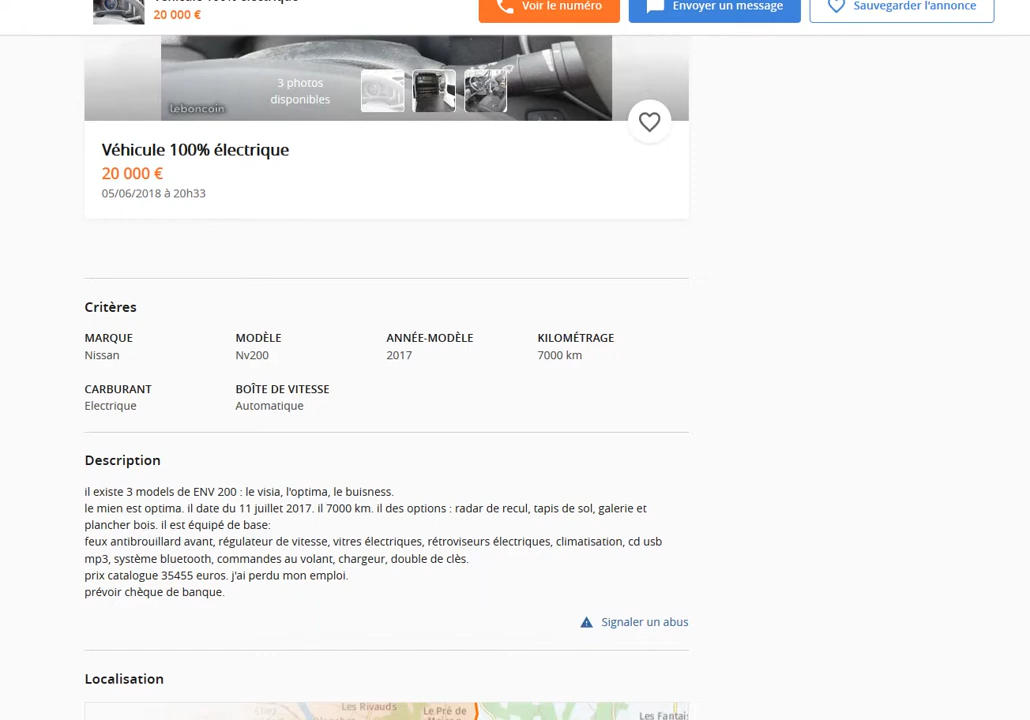 20 000 €
Voir le numéro
Envoyer un message
Sauvegarder l'annonce
3 photos
disponibles
leboncoin
Véhicule 100% électrique
20 000 €
05/06/2018 à 20h33
Critères
MARQUE MODÈLE ANNÉE-MODÈLE KILOMÉTRAGE
Nissan Nv200 2017 7000 km
CARBURANT BOÎTE DE VITESSE
Electrique Automatique
Description
il existe 3 models de ENV 200 : le visia, l'optima, le buisness.
le mien est optima. il date du 11 juillet 2017. il 7000 km. il des options : radar de recul, tapis de sol, galerie et
plancher bois. il est équipé de base:
feux antibrouillard avant, régulateur de vitesse, vitres électriques, rétroviseurs électriques, climatisation, cd usb
mp3, système bluetooth, commandes au volant, chargeur, double de clès.
prix catalogue 35455 euros. j'ai perdu mon emploi.
prévoir chèque de banque.
Signaler un abus
Localisation
Les Rivauds
Le Pré de
Les Fantai